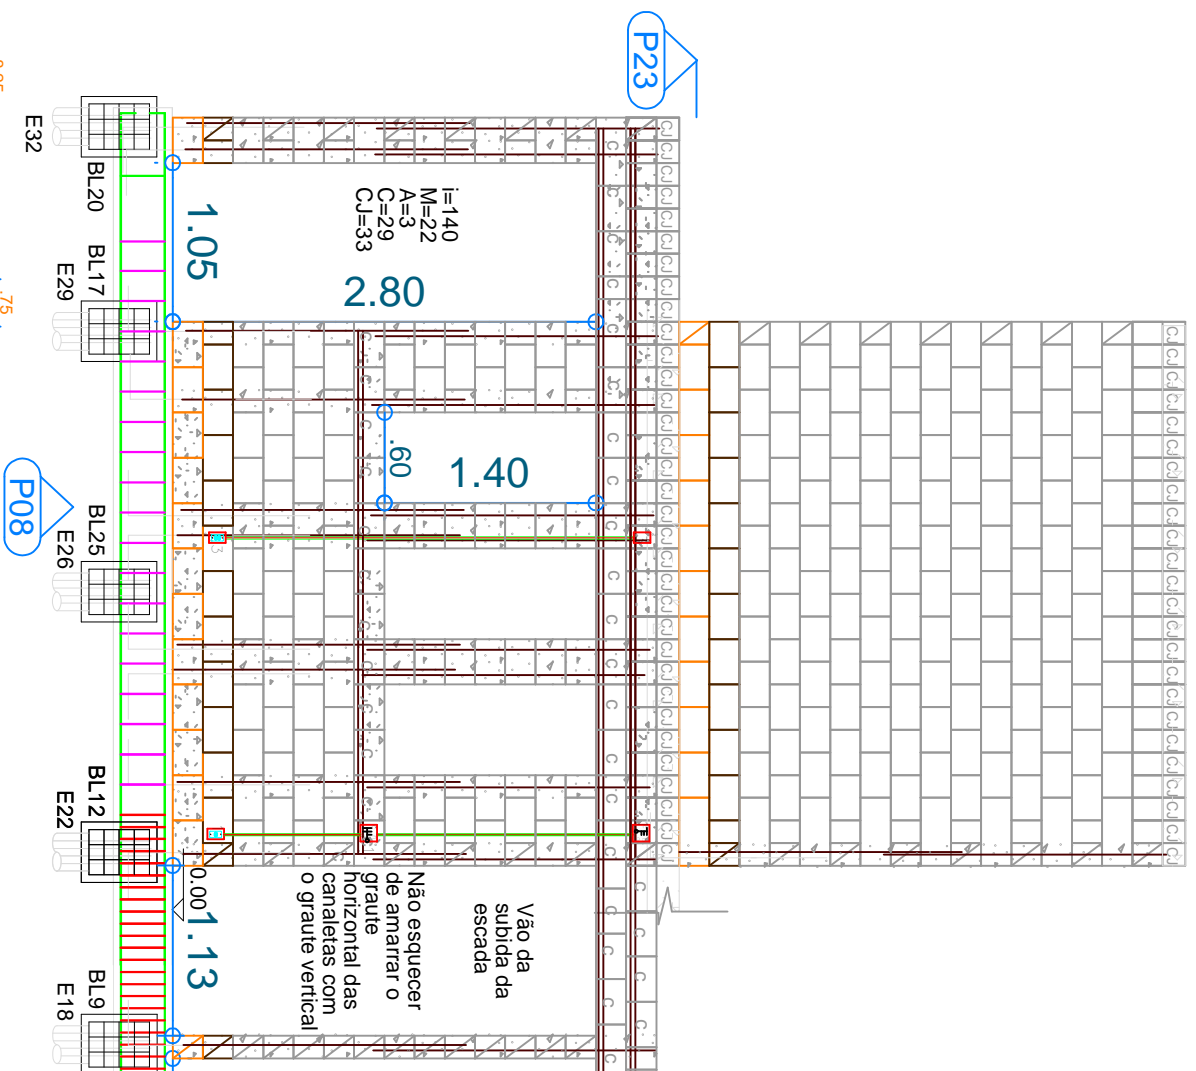 P23
i=140
M=22
A=3
C=29
CJ=33
2.80
1.05
1.40
.60
Vão da
subida da
escada
Não esquecer
de amarrar o
graute
horizontal das
canaletas com
o graute vertical
0.00
1.13
BL20
E32
BL17
E29
BL25
E26
BL12
E22
BL9
E18
P08
.75